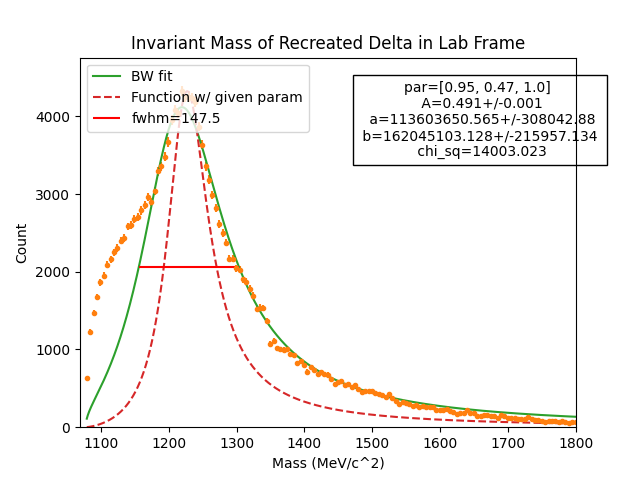 Invariant Mass of Recreated Delta in Lab Frame
BW fit
Function w/ given param
fwhm=147.5
par=[0.95, 0.47, 1.0]
A=0.491+/-0.001
a=113603650.565+/-308042.88
b=162045103.128+/-215957.134
chi_sq=14003.023
Count
4000
3000
2000
1000
0
1100 1200 1300 1400 1500 1600 1700 1800
Mass (MeV/c^2)